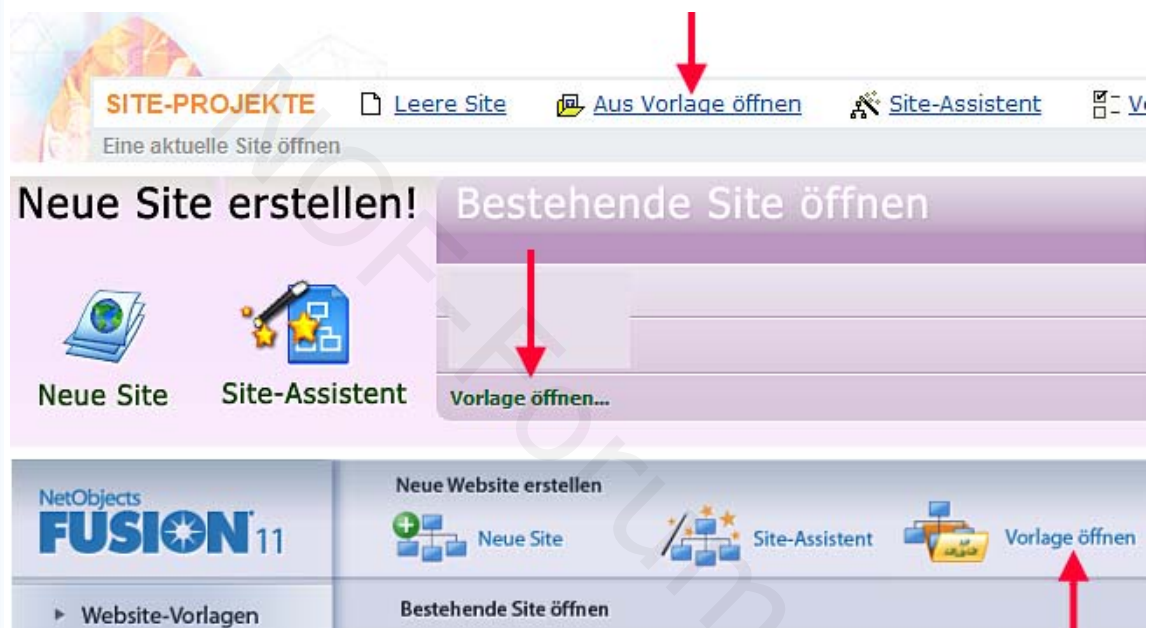 SITE-PROJEKTE Leere Site Aus Vorlage öffnen Site-Assistent
Eine aktuelle Site öffnen
Neue Site erstellen! Bestehende Site öffnen
Neue Site Site-Assistent Vorlage öffnen...
NetObjects
FUSION 11
Neue Website erstellen
Neue Site Site-Assistent Vorlage öffnen
Website-Vorlagen
Bestehende Site öffnen
NOF-Forum